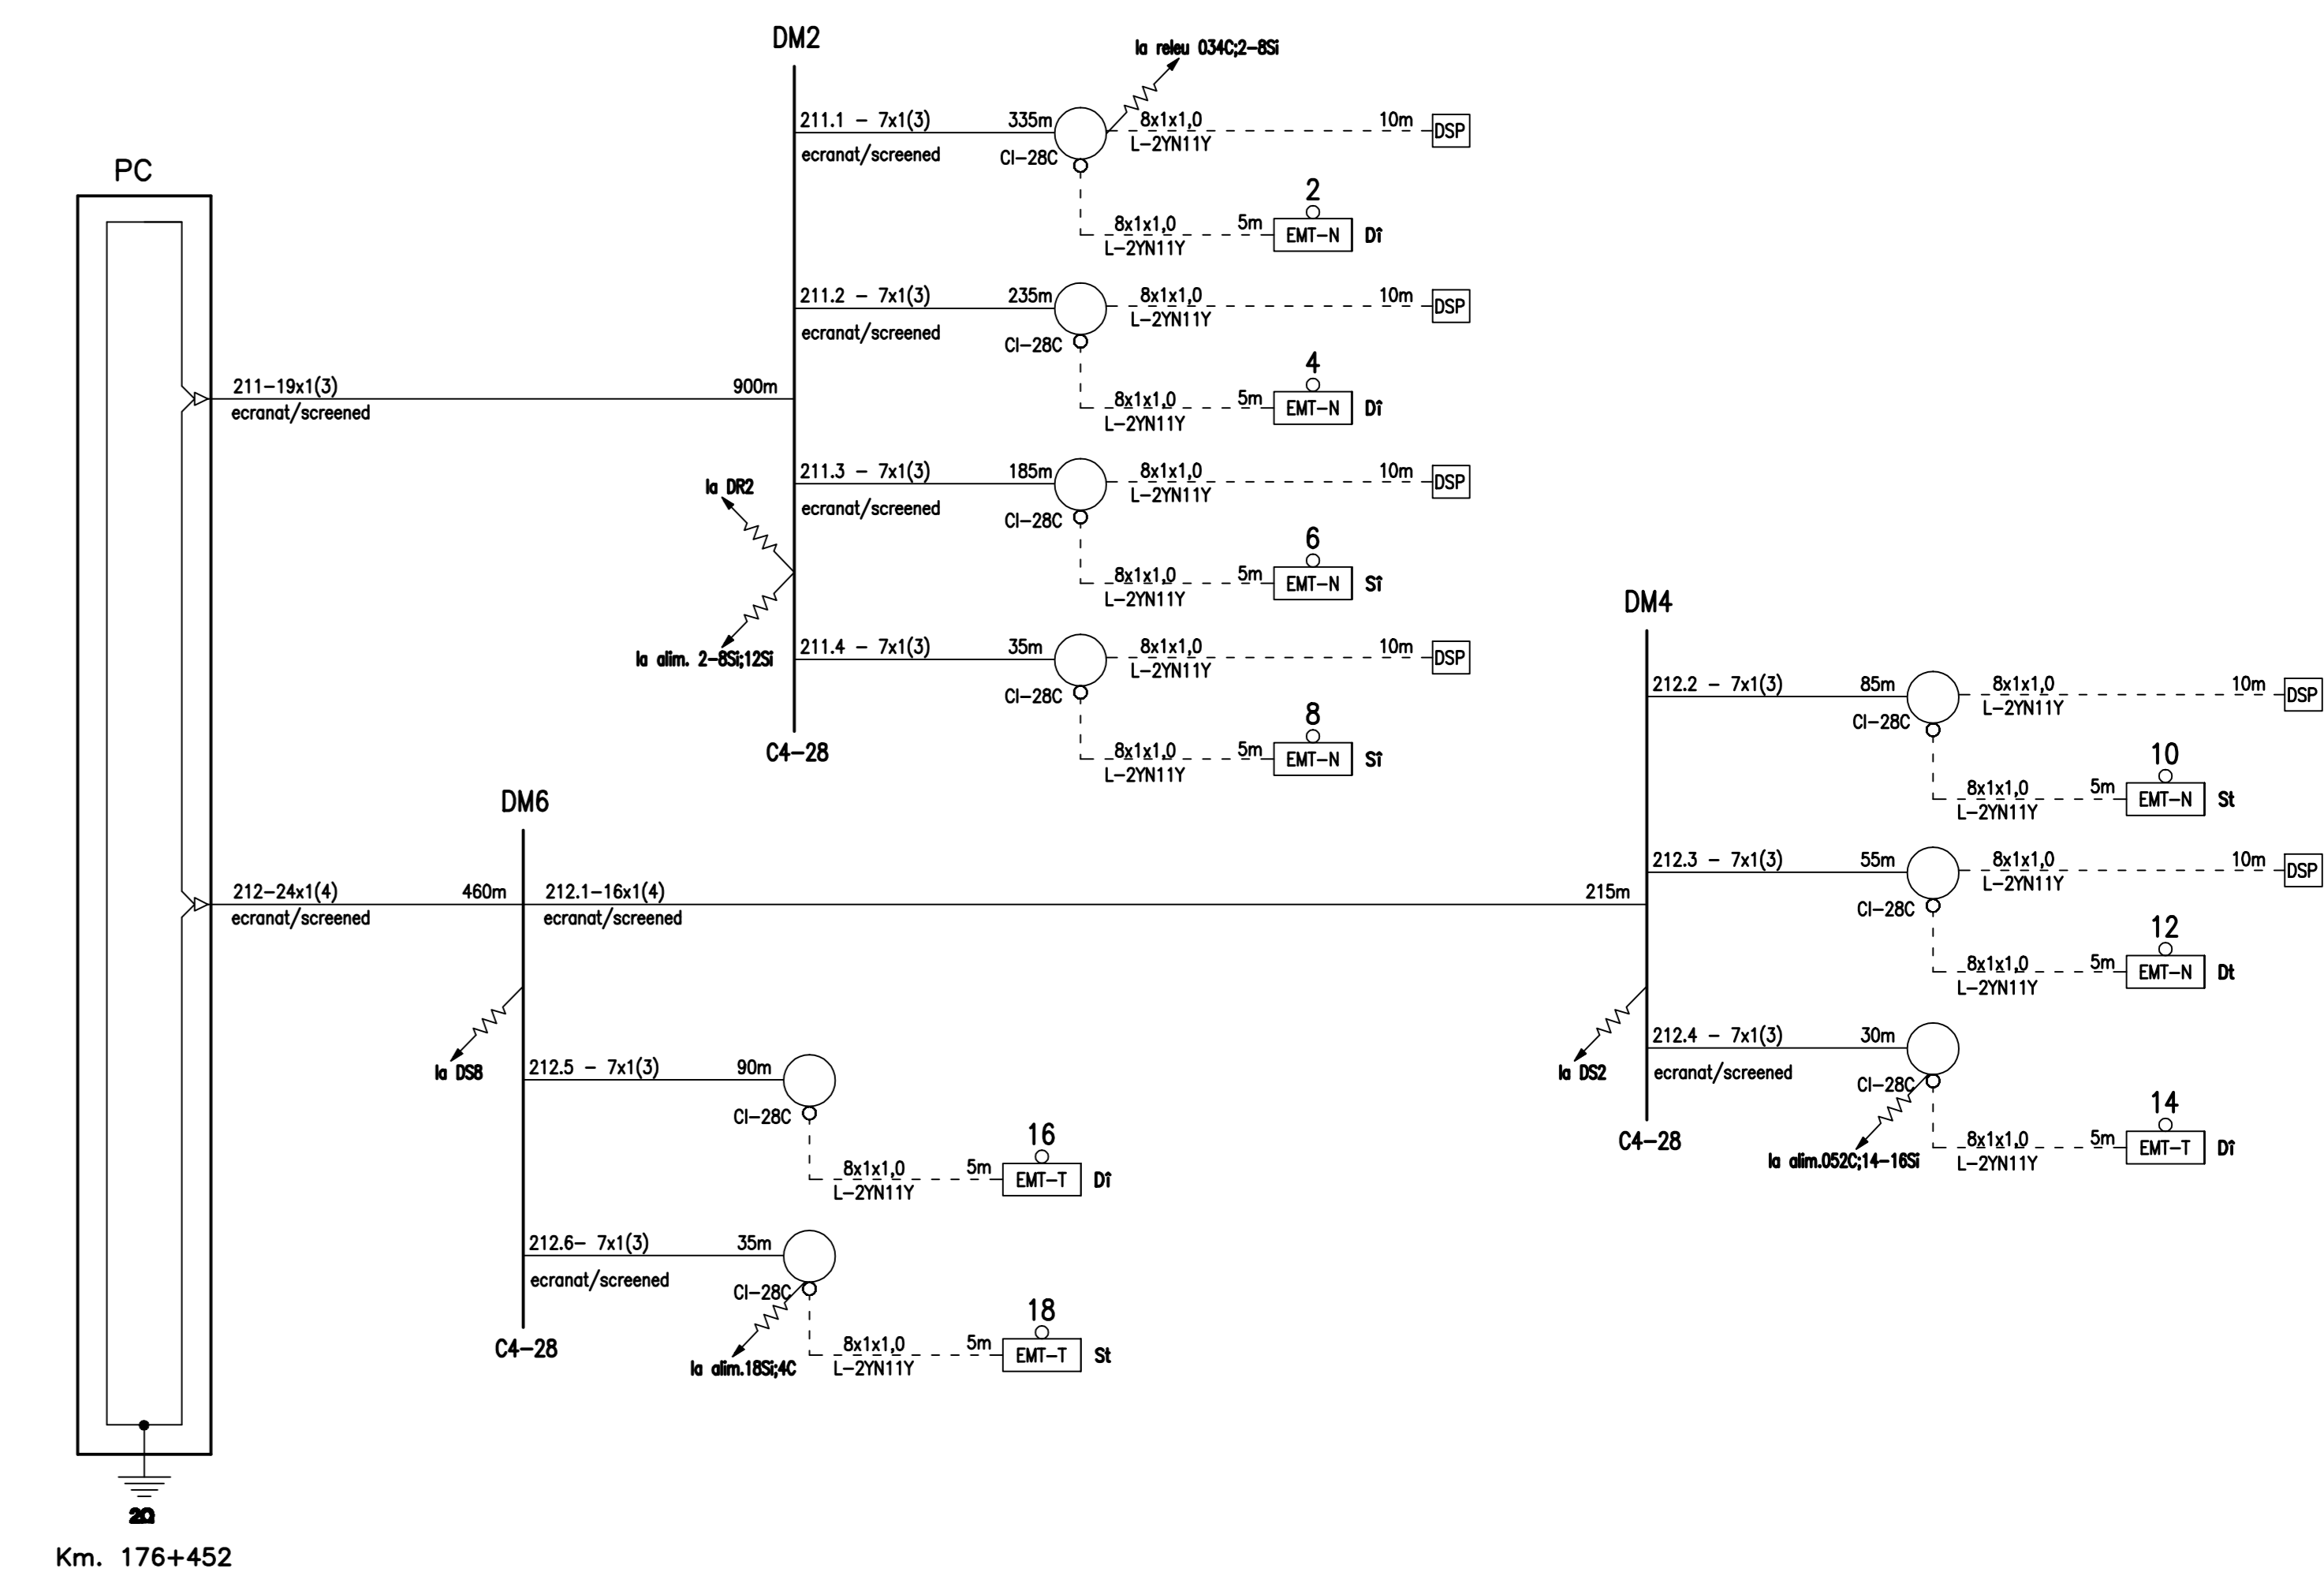 DM2
la releu 034C;2-8Si
211.1 - 7x1(3)
335m
8x1x1,0
10m
DSP
ecranat/screened
CI-28C
L-2YN11Y
PC
2
8x1x1,0
5m
EMT-N
Dî
L-2YN11Y
211.2 - 7x1(3)
235m
8x1x1,0
10m
DSP
ecranat/screened
CI-28C
L-2YN11Y
4
8x1x1,0
5m
EMT-N
Dî
L-2YN11Y
211-19x1(3)
900m
ecranat/screened
211.3 - 7x1(3)
185m
8x1x1,0
10m
DSP
la DR2
ecranat/screened
CI-28C
L-2YN11Y
6
8x1x1,0
5m
EMT-N
Sî
L-2YN11Y
la alim. 2-8Si;12Si
211.4 - 7x1(3)
35m
8x1x1,0
10m
DSP
CI-28C
L-2YN11Y
8
8x1x1,0
5m
EMT-N
Sî
L-2YN11Y
C4-28
DM4
212.2 - 7x1(3)
85m
8x1x1,0
10m
DSP
CI-28C
L-2YN11Y
10
8x1x1,0
5m
EMT-N
St
L-2YN11Y
DM6
212-24x1(4)
460m
212.1-16x1(4)
215m
ecranat/screened
ecranat/screened
212.3 - 7x1(3)
55m
8x1x1,0
10m
DSP
CI-28C
L-2YN11Y
12
8x1x1,0
5m
EMT-N
Dt
L-2YN11Y
la DS8
la DS2
212.4 - 7x1(3)
30m
ecranat/screened
CI-28C
14
8x1x1,0
5m
EMT-T
Dî
L-2YN11Y
la alim.052C;14-16Si
C4-28
212.5 - 7x1(3)
90m
CI-28C
16
8x1x1,0
5m
EMT-T
Dî
L-2YN11Y
212.6- 7x1(3)
35m
ecranat/screened
CI-28C
18
8x1x1,0
5m
EMT-T
St
L-2YN11Y
la alim.18Si;4C
C4-28
2Ω
Km. 176+452